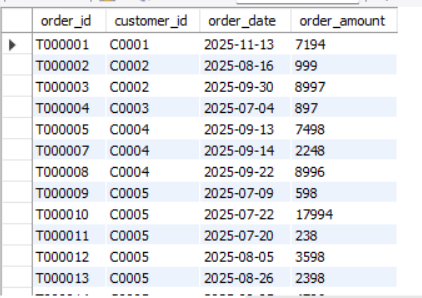 order_id customer_id order_date order_amount
T000001 C0001 2025-11-13 7194
T000002 C0002 2025-08-16 999
T000003 C0002 2025-09-30 8997
T000004 C0003 2025-07-04 897
T000005 C0004 2025-09-13 7498
T000007 C0004 2025-09-14 2248
T000008 C0004 2025-09-22 8996
T000009 C0005 2025-07-09 598
T000010 C0005 2025-07-22 17994
T000011 C0005 2025-07-20 238
T000012 C0005 2025-08-05 3598
T000013 C0005 2025-08-26 2398